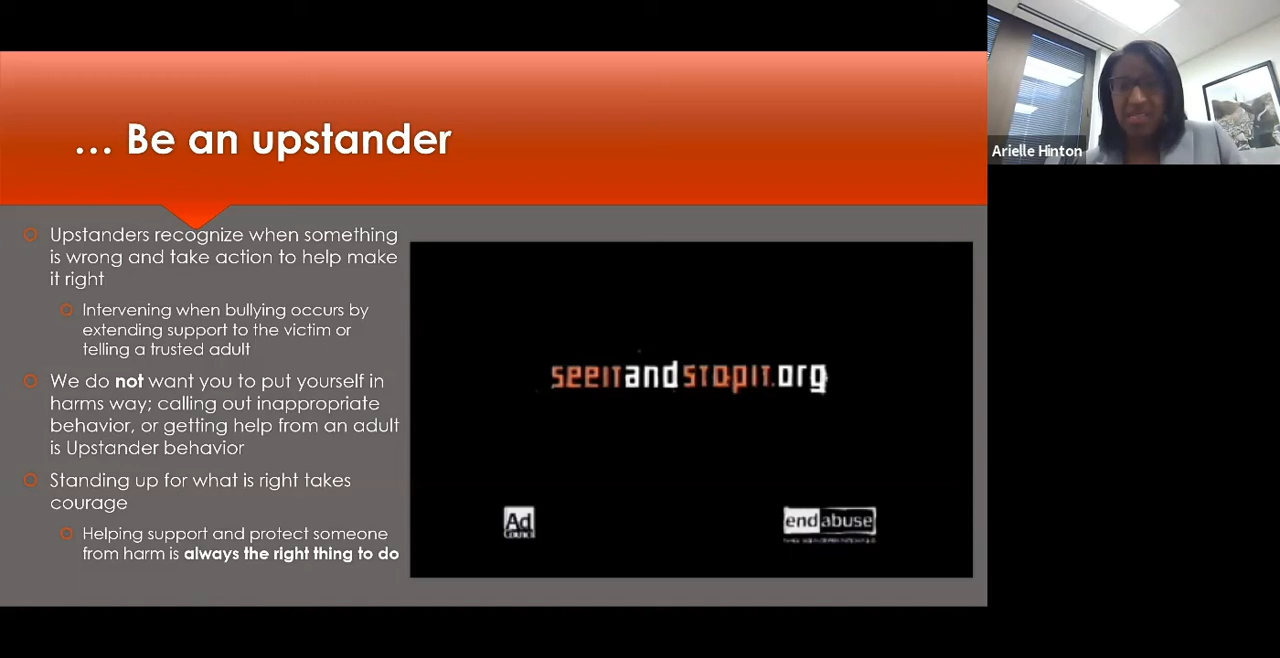 ... Be an upstander
Upstanders recognize when something
is wrong and take action to help make
it right
Intervening when bullying occurs by
extending support to the victim or
telling a trusted adult
We do not want you to put yourself in
harms way; calling out inappropriate
behavior, or getting help from an adult
is Upstander behavior
Standing up for what is right takes
courage
Helping support and protect someone
from harm is always the right thing to do
seeitandstopit.org
Ad
Council
endabuse
Arielle Hinton